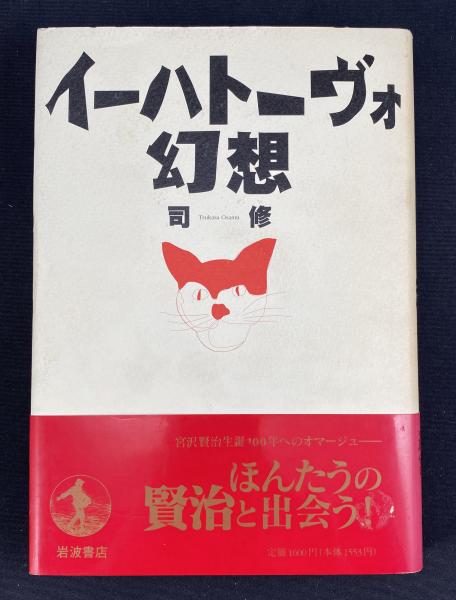 イーハトーヴォ
幻想
司 修
Tsukasa Osamu
宮沢賢治生誕100年へのオマージュ――
ほんたうの
賢治と出会う!
岩波書店
定価1600円(本体1553円)